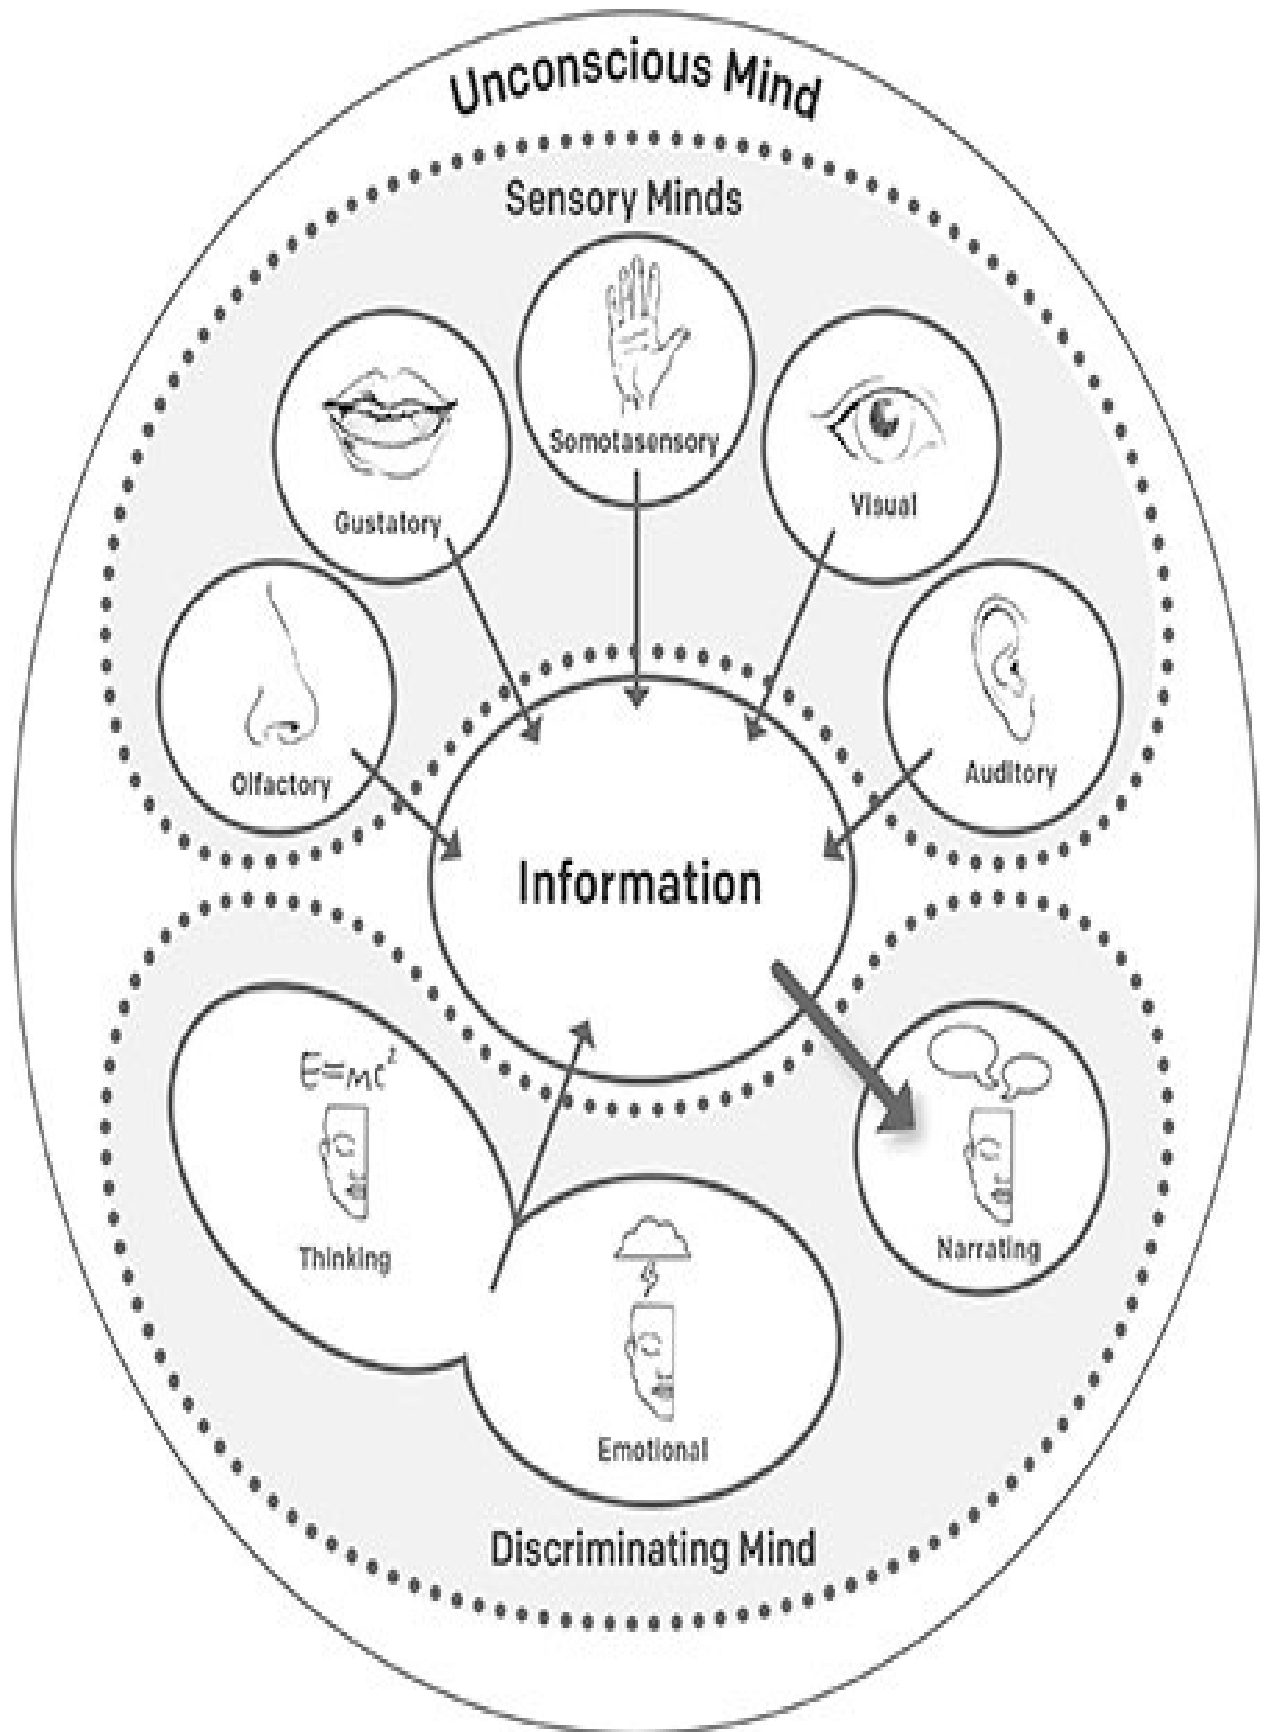 Unconscious Mind
Sensory Minds
Somotasensory
Gustatory
Visual
Olfactory
Auditory
Information
E=mc²
Thinking
Narrating
Emotional
Discriminating Mind